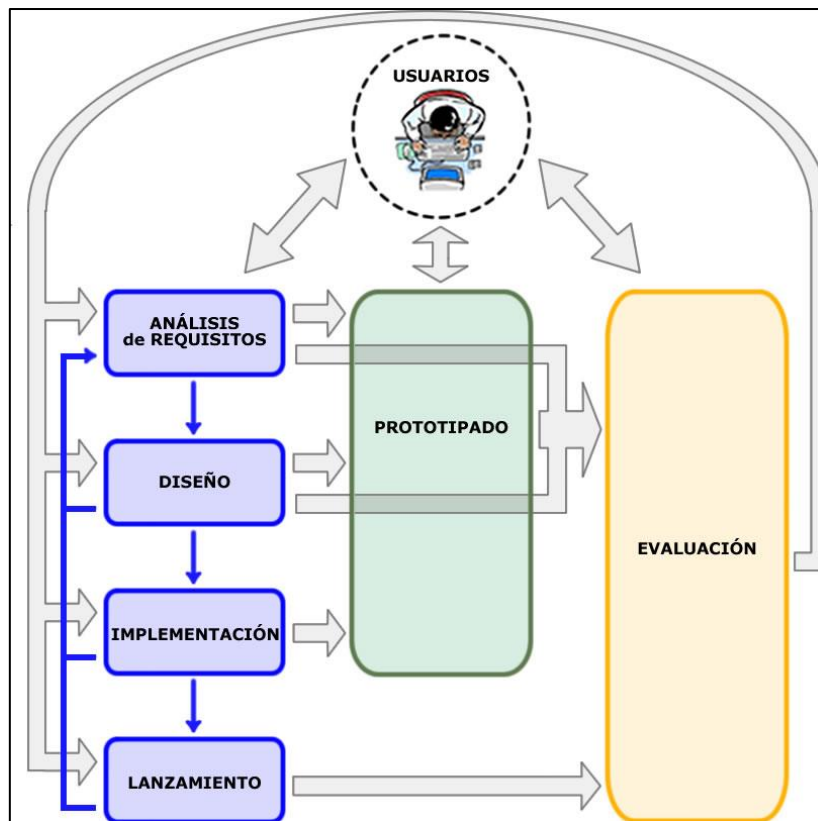 USUARIOS
ANÁLISIS
de REQUISITOS
PROTOTIPADO
DISEÑO
EVALUACIÓN
IMPLEMENTACIÓN
LANZAMIENTO